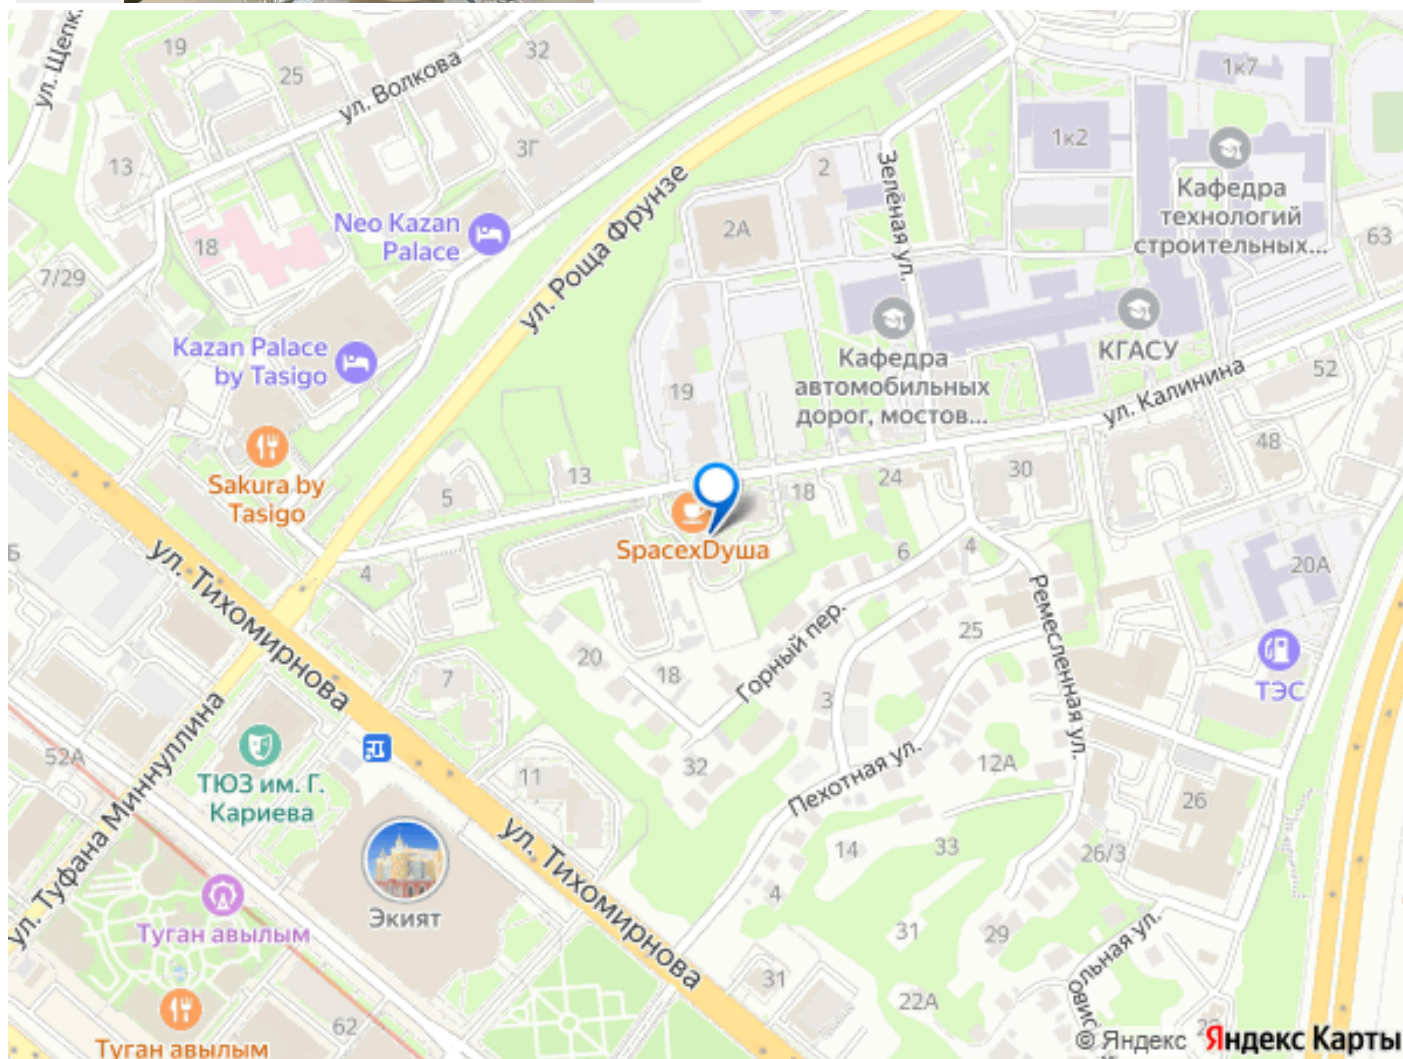 ул. Щепк
19
25
32
ул. Волкова
13
3Г
18
7/29
Neo Kazan
Palace
ул. Роща Фрунзе
Kazan Palace
by Tasigo
Sakura by
Tasigo
2
2А
Зелёная ул.
1к2
1к7
Кафедра
технологий
строительных...
63
КГАСУ
Кафедра
автомобильных
дорог, мостов...
ул. Калинина
52
48
19
13
5
18
24
30
SpacexDуша
4
6
4
20А
ул. Тихомирнова
20
18
Горный пер.
25
Ремесленная ул.
ТЭС
7
3
52А
ул. Туфана Миннуллина
ТЮЗ им. Г.
Кариева
11
32
Пехотная ул.
12А
26
Экият
ул. Тихомирнова
14
33
26/3
4
Туган авылым
31
29
ольная ул.
31
22А
овис
62
Туган авылым
© Яндекс Яндекс Карты